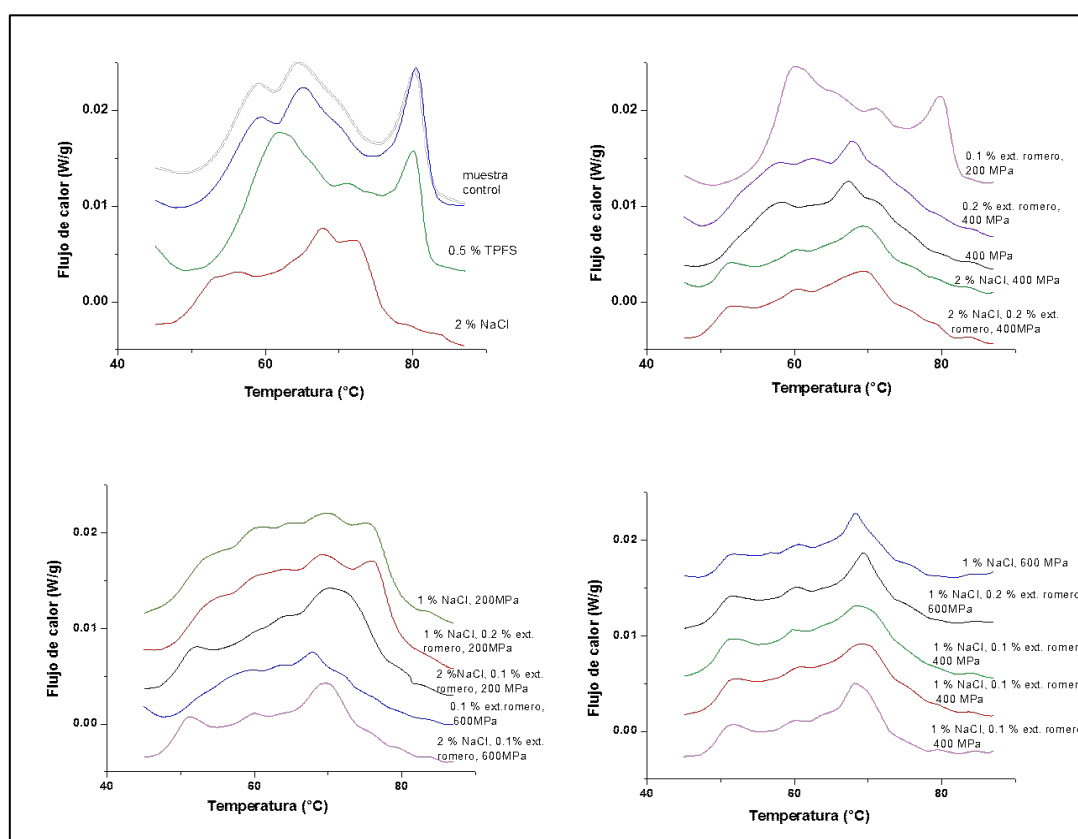 0.02
0.01
0.00
40
60
80
Flujo de calor (W/g)
Temperatura (°C)
muestra
control
0.5 % TPFS
2 % NaCl
0.02
0.01
0.00
40
60
80
Flujo de calor (W/g)
Temperatura (°C)
0.1 % ext. romero,
200 MPa
0.2 % ext. romero,
400 MPa
400 MPa
2 % NaCl, 400 MPa
2 % NaCl, 0.2 % ext.
romero, 400MPa
0.02
0.01
0.00
40
60
80
Flujo de calor (W/g)
Temperatura (°C)
1 % NaCl, 200MPa
1 % NaCl, 0.2 % ext.
romero, 200MPa
2 %NaCl, 0.1 % ext.
romero, 200 MPa
0.1 % ext.romero,
600MPa
2 % NaCl, 0.1% ext.
romero, 600MPa
0.02
0.01
0.00
40
60
80
Flujo de calor (W/g)
Temperatura (°C)
1 % NaCl, 600 MPa
1 % NaCl, 0.2 % ext. romero
600MPa
1 % NaCl, 0.1 % ext. romero
400 MPa
1 % NaCl, 0.1 % ext. romero
400 MPa
1 % NaCl, 0.1 % ext. romero
400 MPa